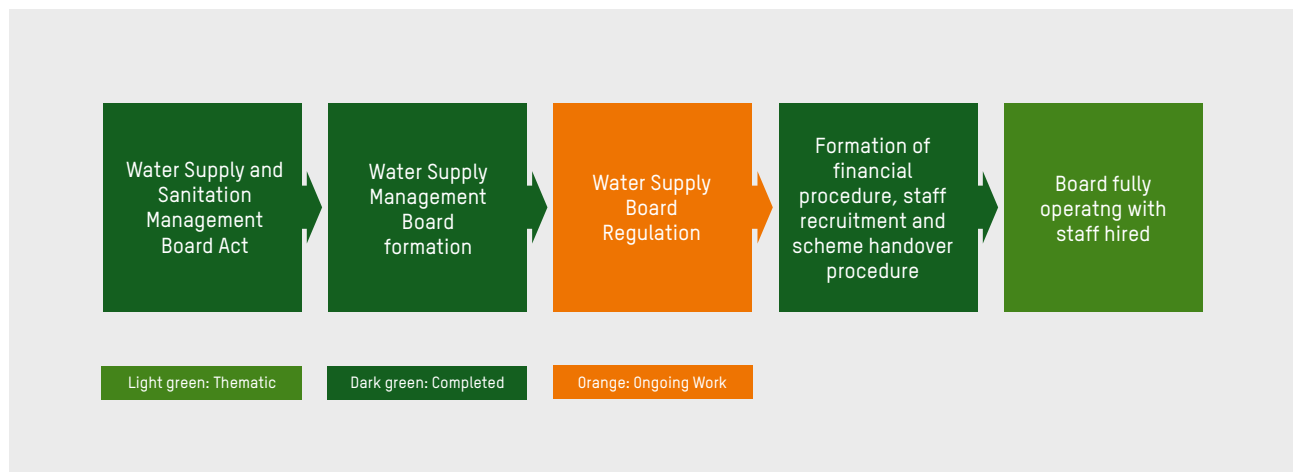 Water Supply and
Sanitation
Management
Board Act
Water Supply
Management
Board
formation
Water Supply
Board
Regulation
Formation of
financial
procedure, staff
recruitment and
scheme handover
procedure
Board fully
operatng with
staff hired
Light green: Thematic
Dark green: Completed
Orange: Ongoing Work